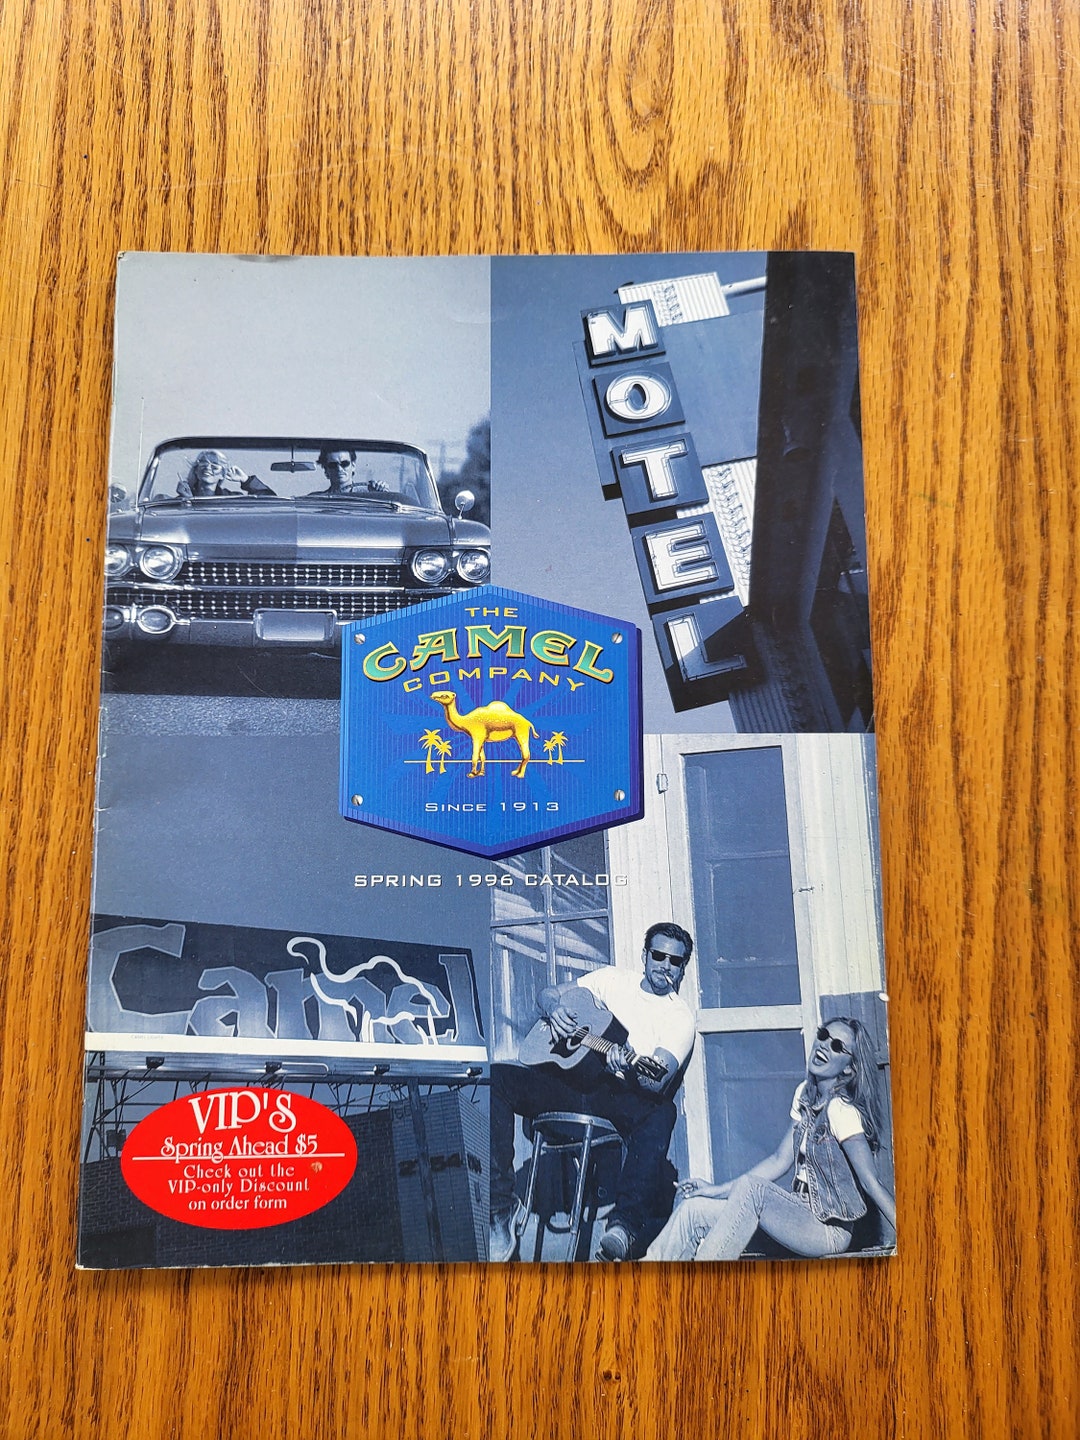 MOTEL
THE
CAMEL
COMPANY
SINCE 1913
SPRING 1996 CATALOG
Camel
VIP'S
Spring Ahead $5
Check out the
VIP-only Discount
on order form